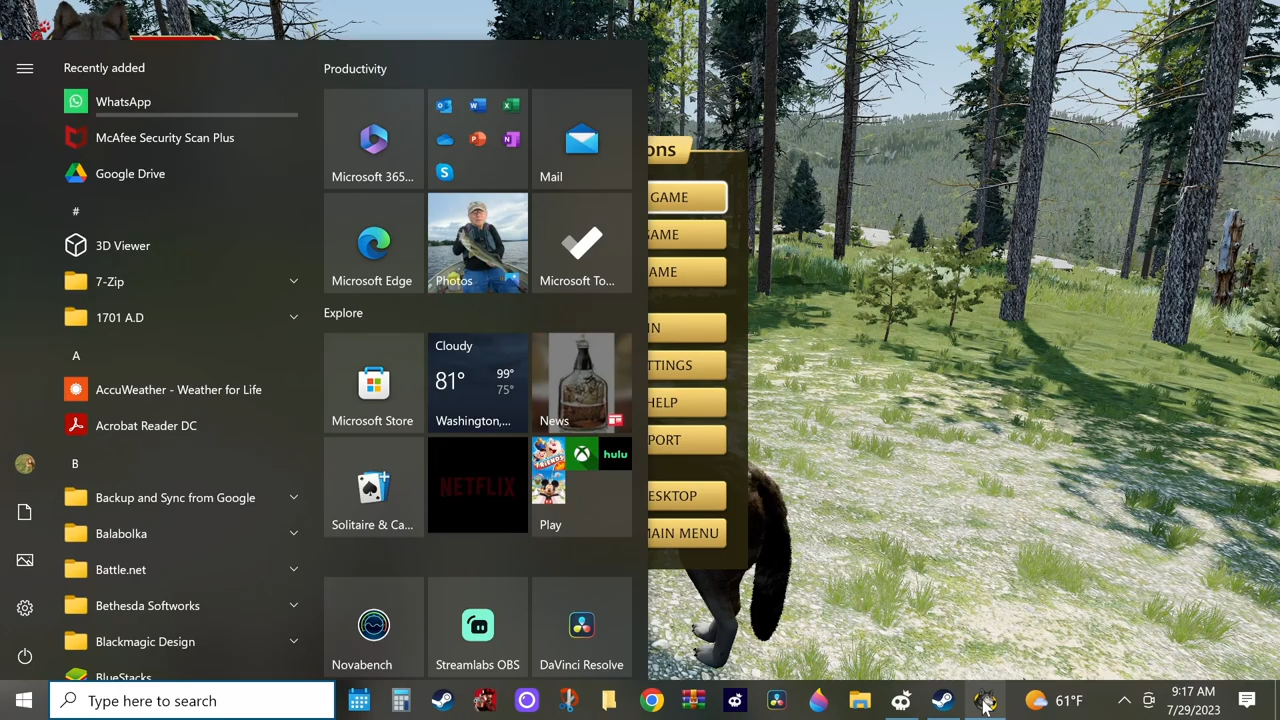 Recently added
WhatsApp
McAfee Security Scan Plus
Google Drive
#
3D Viewer
7-Zip
1701 A.D
A
AccuWeather - Weather for Life
Acrobat Reader DC
B
Backup and Sync from Google
Balabolka
Battle.net
Bethesda Softworks
Blackmagic Design
BlueStacks
Productivity
Microsoft 365...
Mail
Microsoft Edge
Photos
Microsoft To...
Explore
Microsoft Store
Cloudy
81° 99°
75°
Washington,...
News
Solitaire & Ca...
NETFLIX
hulu
Play
Novabench
Streamlabs OBS
DaVinci Resolve
ons
GAME
GAME
AME
IN
TTINGS
HELP
PORT
ESKTOP
MAIN MENU
Type here to search
61°F
9:17 AM
7/29/2023